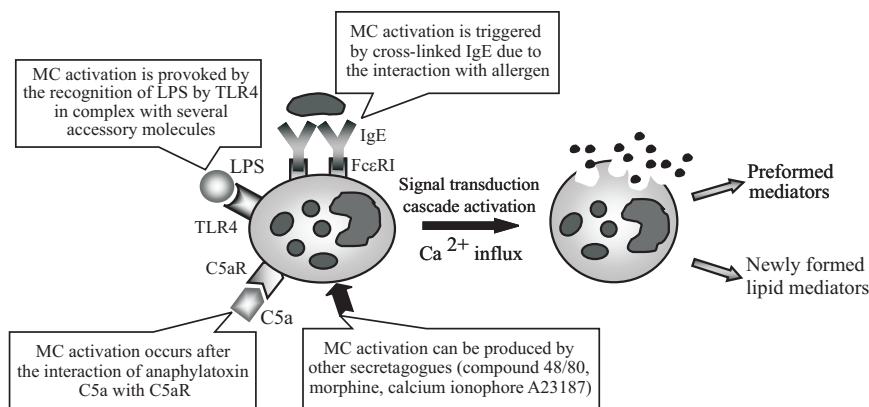 MC activation is triggered
by cross-linked IgE due to
the interaction with allergen
MC activation is provoked by
the recognition of LPS by TLR4
in complex with several
accessory molecules
IgE
FcεRI
LPS
TLR4
C5aR
C5a
Signal transduction
cascade activation
Ca 2+ influx
Preformed
mediators
Newly formed
lipid mediators
MC activation occurs after
the interaction of anaphylatoxin
C5a with C5aR
MC activation can be produced by
other secretagogues (compound 48/80,
morphine, calcium ionophore A23187)